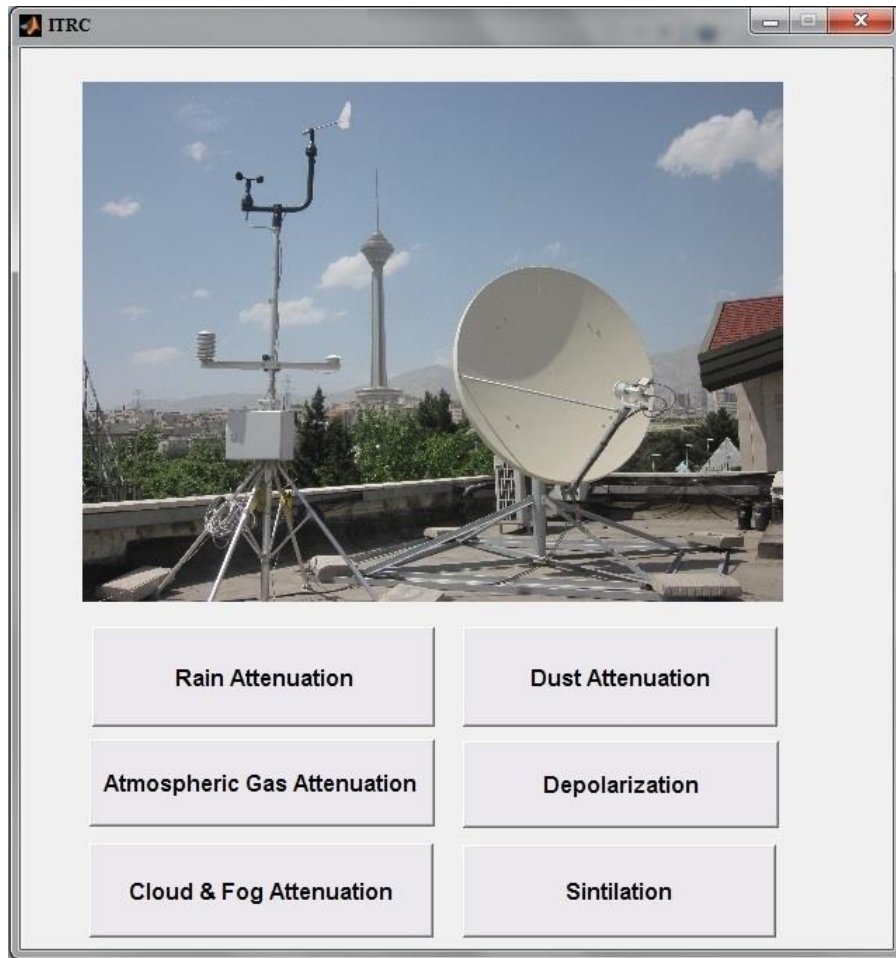 ITRC
Rain Attenuation
Dust Attenuation
Atmospheric Gas Attenuation
Depolarization
Cloud & Fog Attenuation
Sintilation